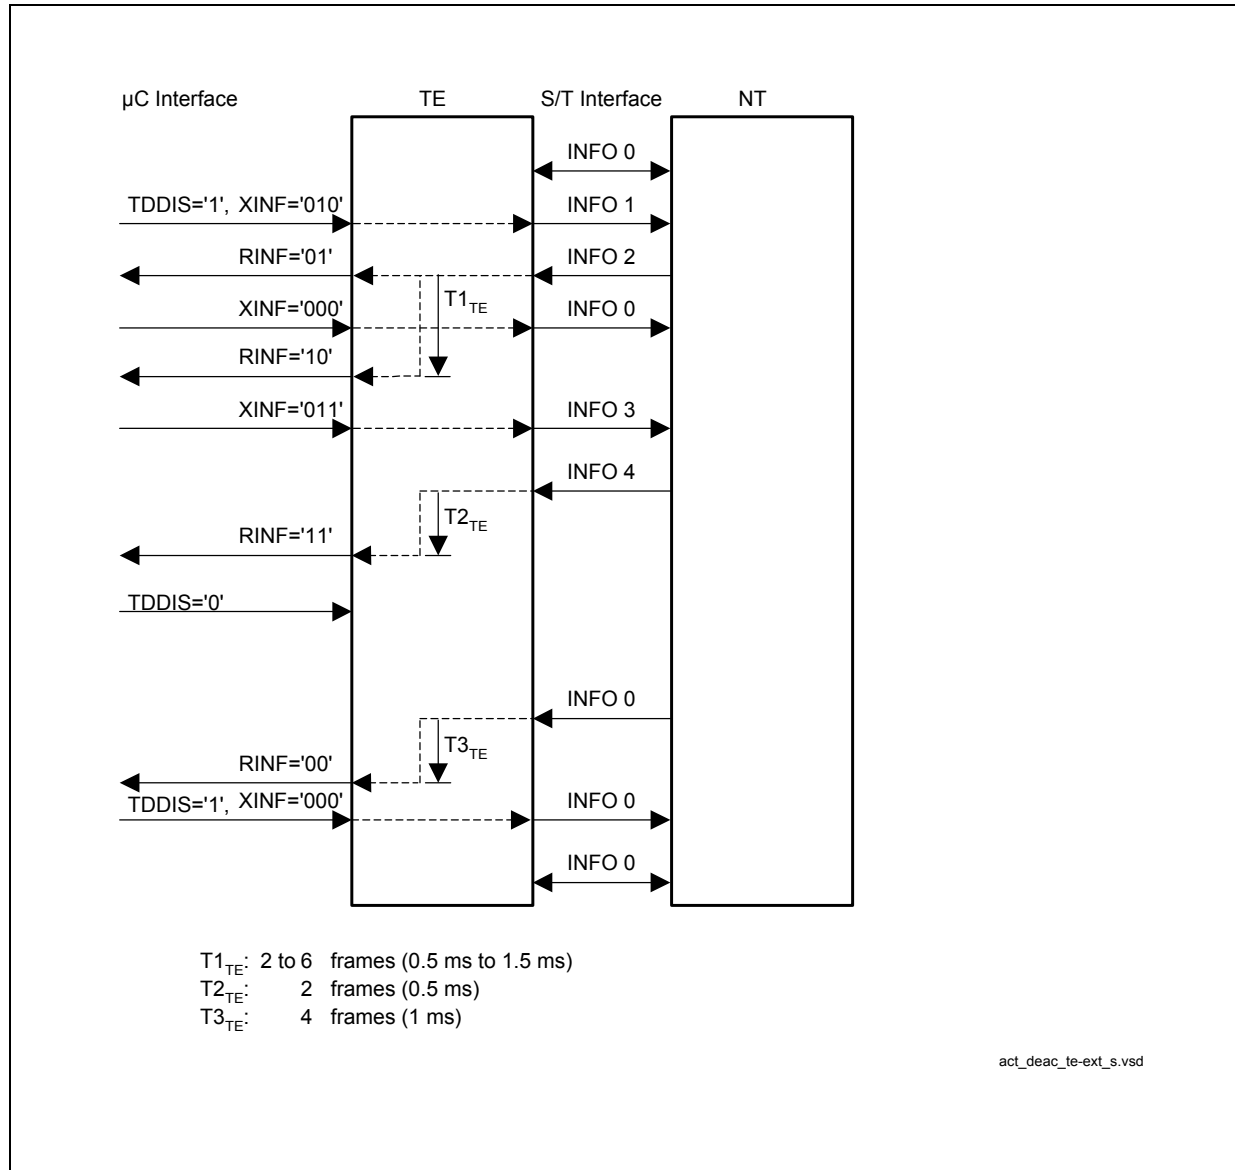 µC Interface TE S/T Interface NT
INFO 0
TDDIS='1', XINF='010' INFO 1
RINF='01' INFO 2
T1TE
XINF='000' INFO 0
RINF='10'
XINF='011' INFO 3
INFO 4
T2TE
RINF='11'
TDDIS='0'
INFO 0
T3TE
RINF='00'
TDDIS='1', XINF='000' INFO 0
INFO 0
T1TE: 2 to 6 frames (0.5 ms to 1.5 ms)
T2TE: 2 frames (0.5 ms)
T3TE: 4 frames (1 ms)
act_deac_te-ext_s.vsd